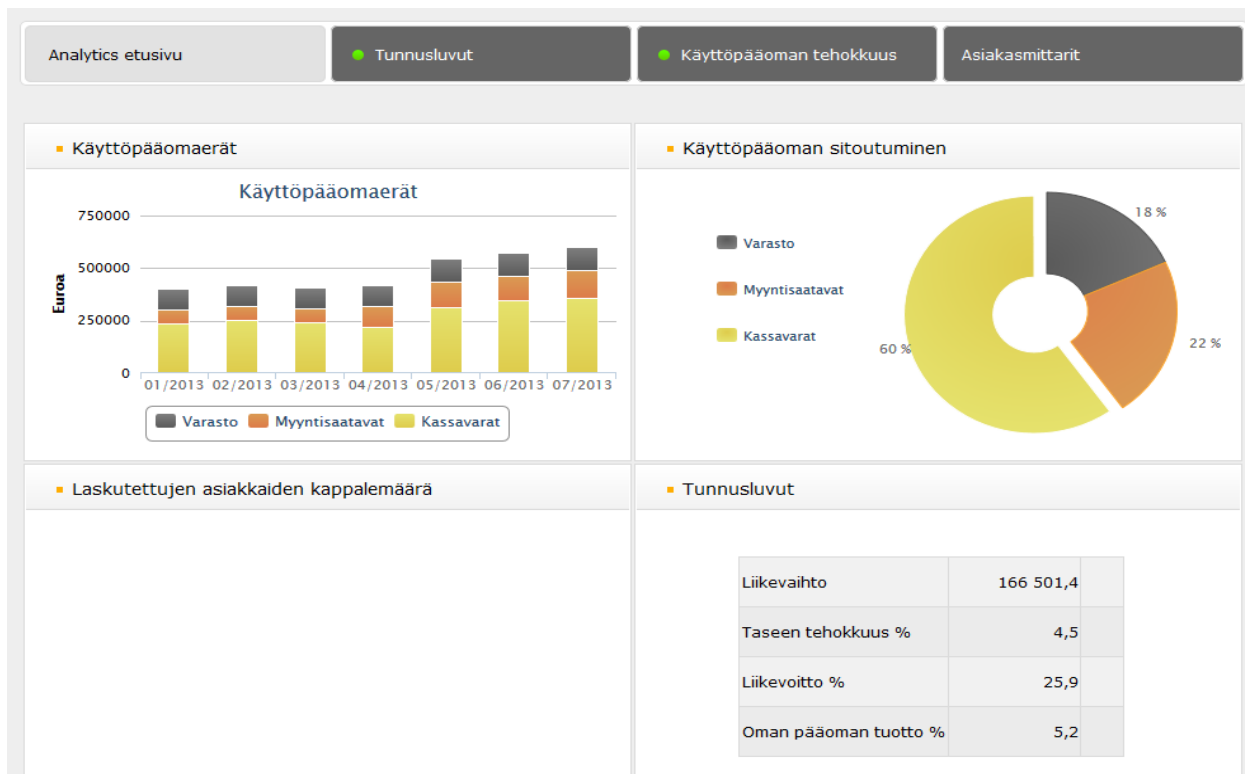 Analytics etusivu
Tunnusluvut
Käyttöpääoman tehokkuus
Asiakasmittarit
Käyttöpääomaerät
Käyttöpääomaerät
750000
500000
250000
0
Euroa
01/2013 02/2013 03/2013 04/2013 05/2013 06/2013 07/2013
Varasto Myyntisaatavat Kassavarat
Käyttöpääoman sitoutuminen
Varasto
Myyntisaatavat
Kassavarat
18 %
22 %
60 %
Laskutettujen asiakkaiden kappalemäärä
Tunnusluvut
Liikevaihto 166 501,4
Taseen tehokkuus % 4,5
Liikevoitto % 25,9
Oman pääoman tuotto % 5,2